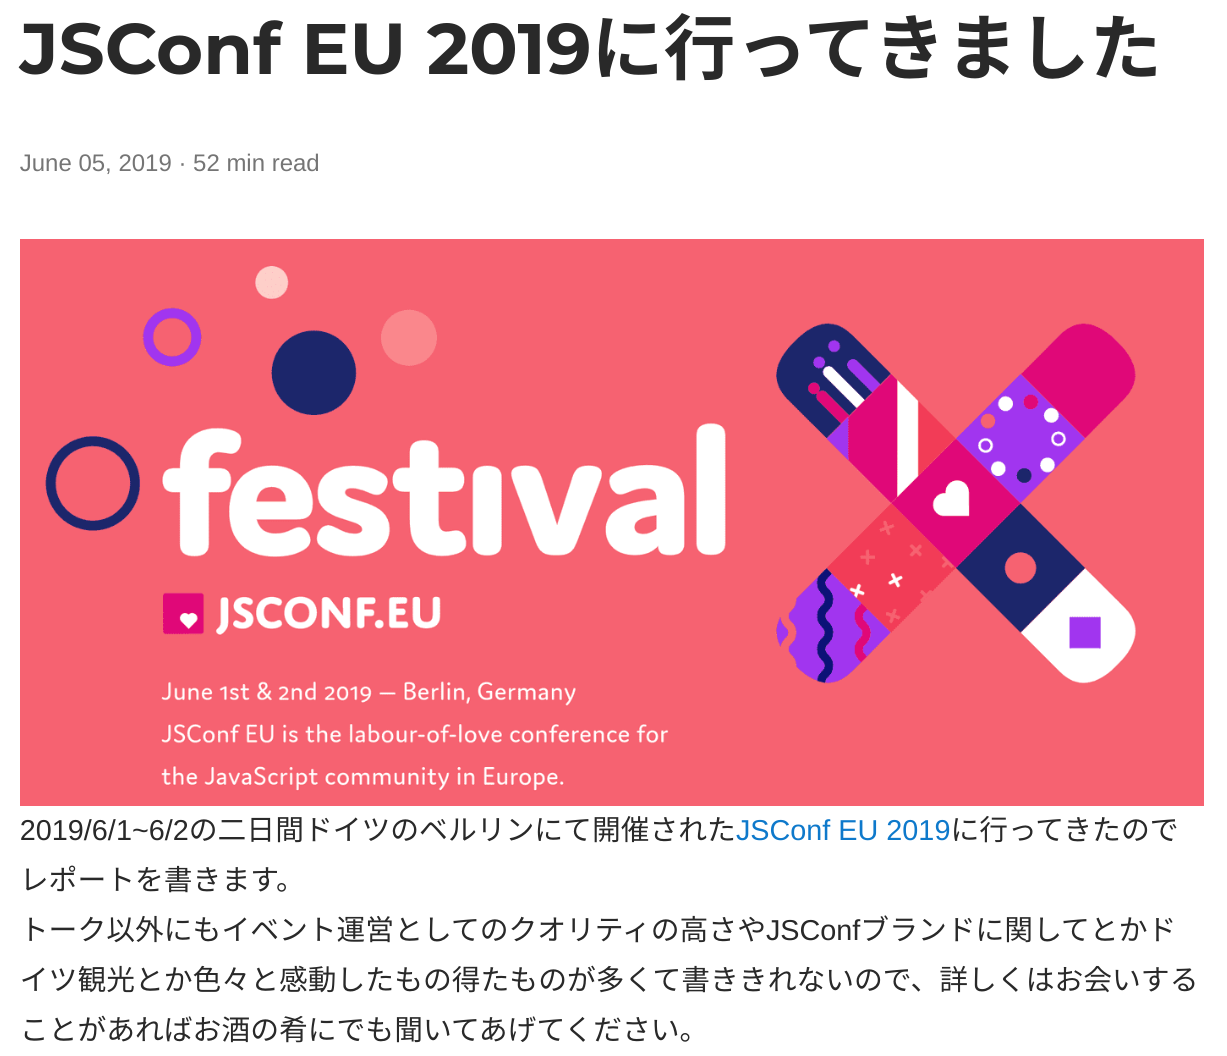 JSConf EU 2019に行ってきました
June 05, 2019 · 52 min read
festival
JSCONF.EU
June 1st & 2nd 2019 — Berlin, Germany
JSConf EU is the labour-of-love conference for
the JavaScript community in Europe.
2019/6/1~6/2の二日間ドイツのベルリンにて開催されたJSConf EU 2019に行ってきたので
レポートを書きます。
トーク以外にもイベント運営としてのクオリティの高さやJSConfブランドに関してとかド
イツ観光とか色々と感動したもの得たものが多くて書ききれないので、詳しくはお会いする
ことがあればお酒の肴にでも聞いてあげてください。